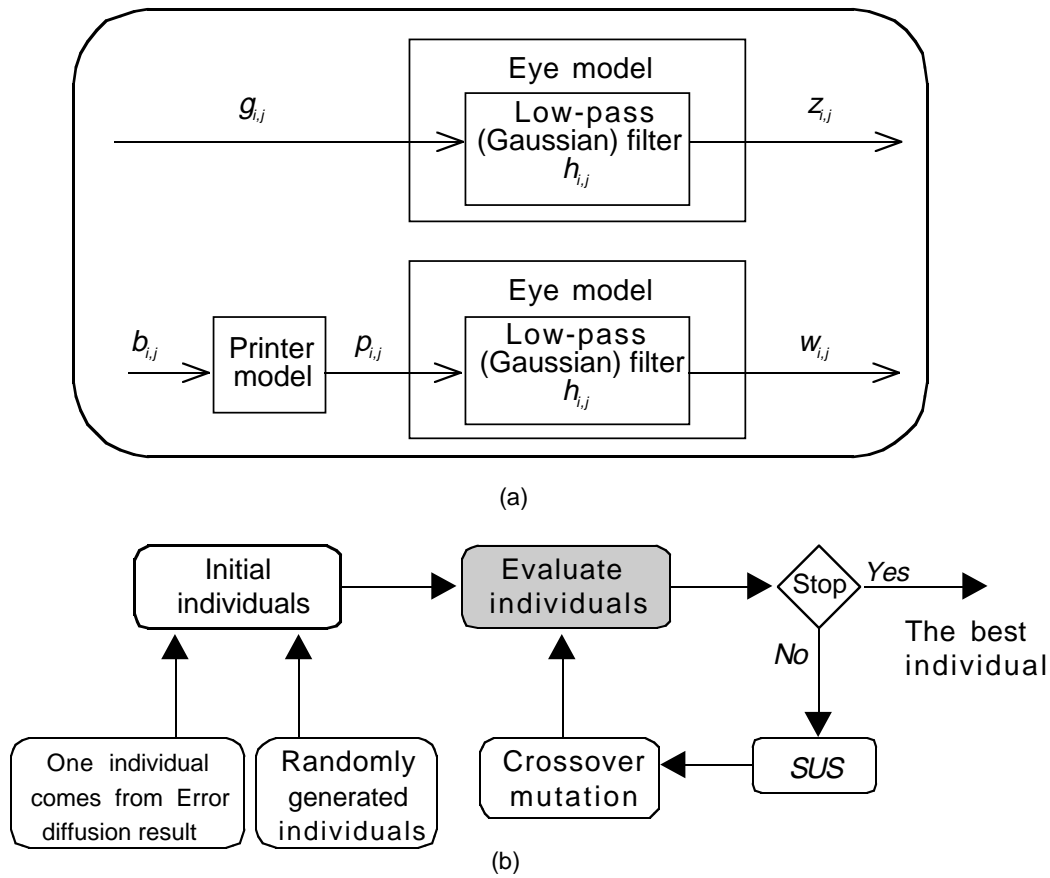 Eye model
g_{i,j}
Low-pass
(Gaussian) filter
h_{i,j}
z_{i,j}
Eye model
b_{i,j}
Printer
model
p_{i,j}
Low-pass
(Gaussian) filter
h_{i,j}
w_{i,j}
(a)
Initial
individuals
Evaluate
individuals
Stop
Yes
The best
individual
No
One individual
comes from Error
diffusion result
Randomly
generated
individuals
Crossover
mutation
SUS
(b)